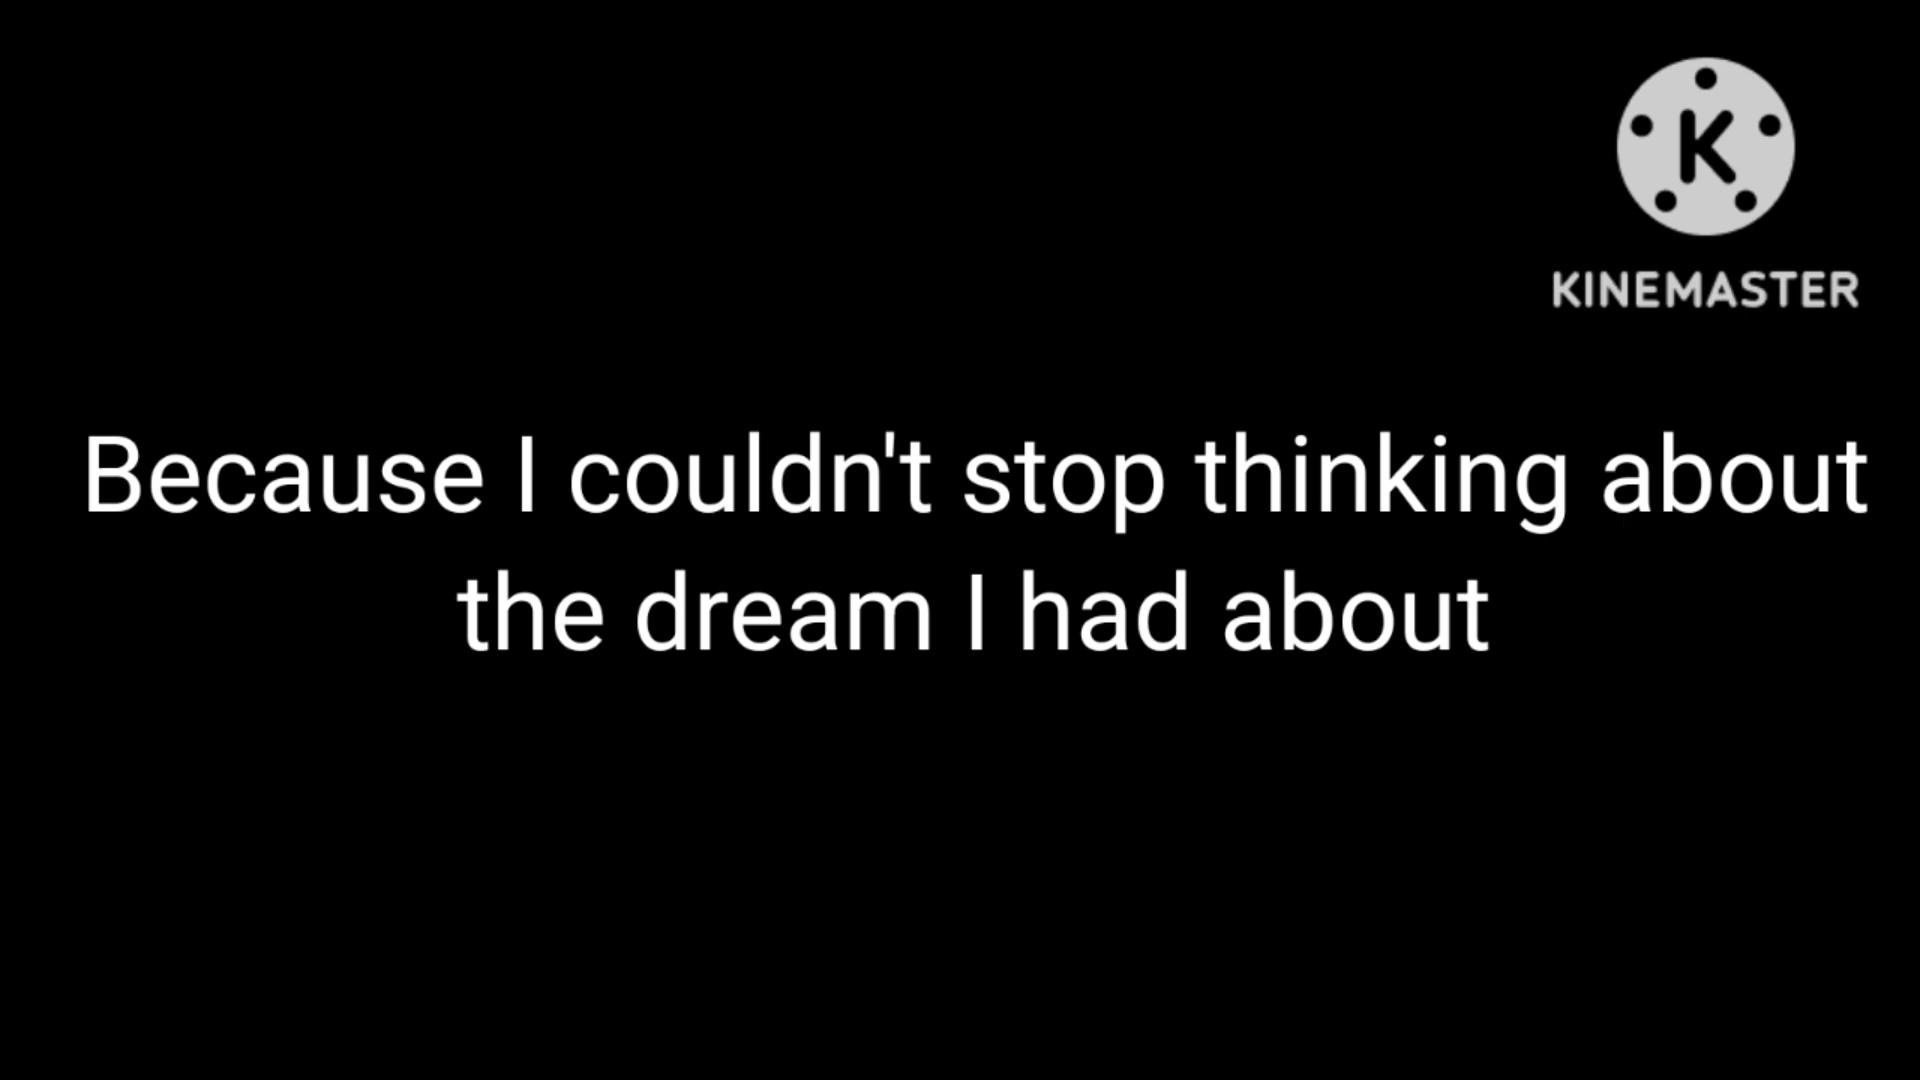 K
KINEMASTER
Because I couldn't stop thinking about
the dream I had about